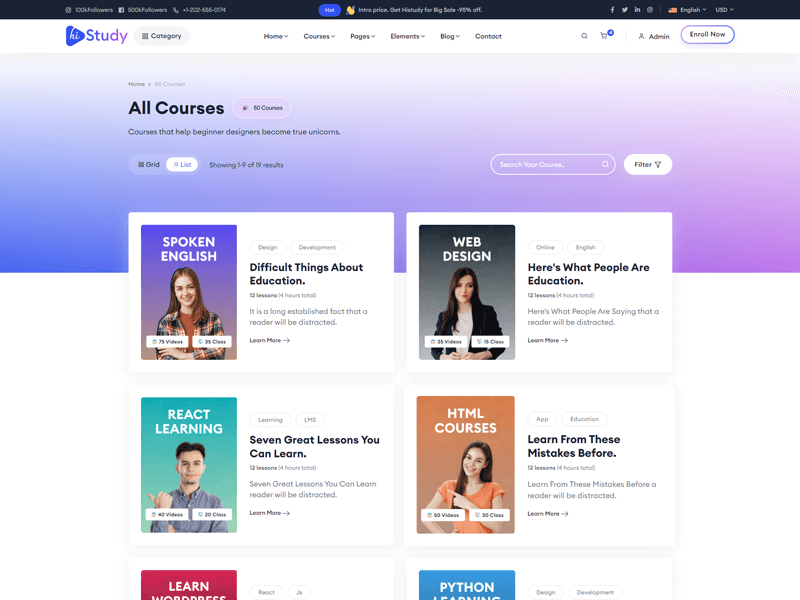 100kFollowers 500kFollowers +1-202-555-0174 Hot Intro price. Get Histudy for Big Sale -95% off. English USD
hi Study Category Home Courses Pages Elements Blog Contact 4 Admin Enroll Now
Home > All Courses
All Courses 50 Courses
Courses that help beginner designers become true unicorns.
Grid List Showing 1-9 of 19 results Search Your Course.. Filter
SPOKEN
ENGLISH
75 Videos 35 Class
Design Development
Difficult Things About
Education.
12 lessons (4 hours total)
It is a long established fact that a
reader will be distracted.
Learn More →
WEB
DESIGN
35 Videos 15 Class
Online English
Here's What People Are
Education.
12 lessons (4 hours total)
Here's What People Are Saying that a
reader will be distracted.
Learn More →
REACT
LEARNING
40 Videos 20 Class
Learning LMS
Seven Great Lessons You
Can Learn.
12 lessons (4 hours total)
Seven Great Lessons You Can Learn
reader will be distracted.
Learn More →
HTML
COURSES
50 Videos 30 Class
App Education
Learn From These
Mistakes Before.
12 lessons (4 hours total)
Learn From These Mistakes Before a
reader will be distracted.
Learn More →
LEARN
WORDPRESS
React Js
PYTHON
LEARNING
Design Development